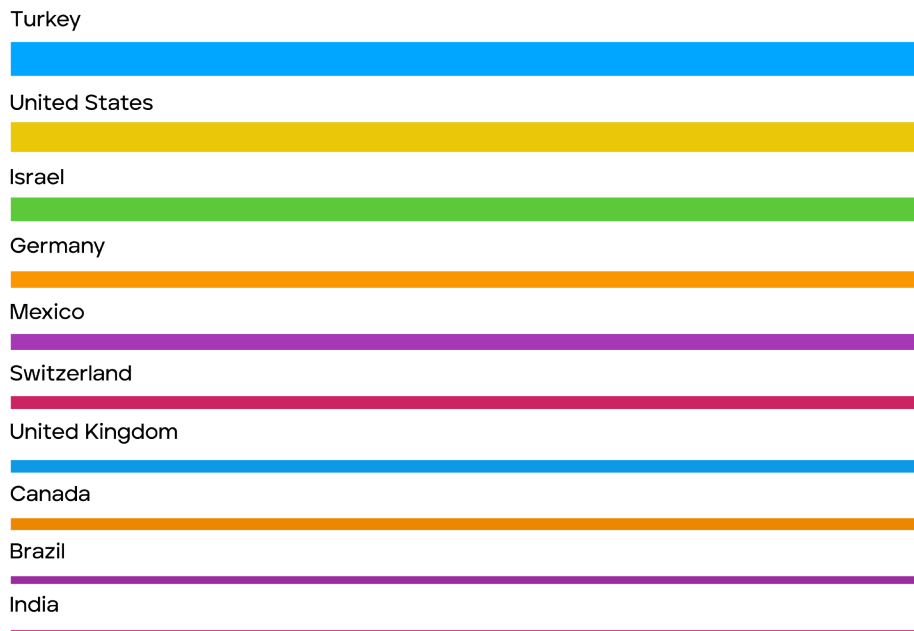 Turkey
United States
Israel
Germany
Mexico
Switzerland
United Kingdom
Canada
Brazil
India